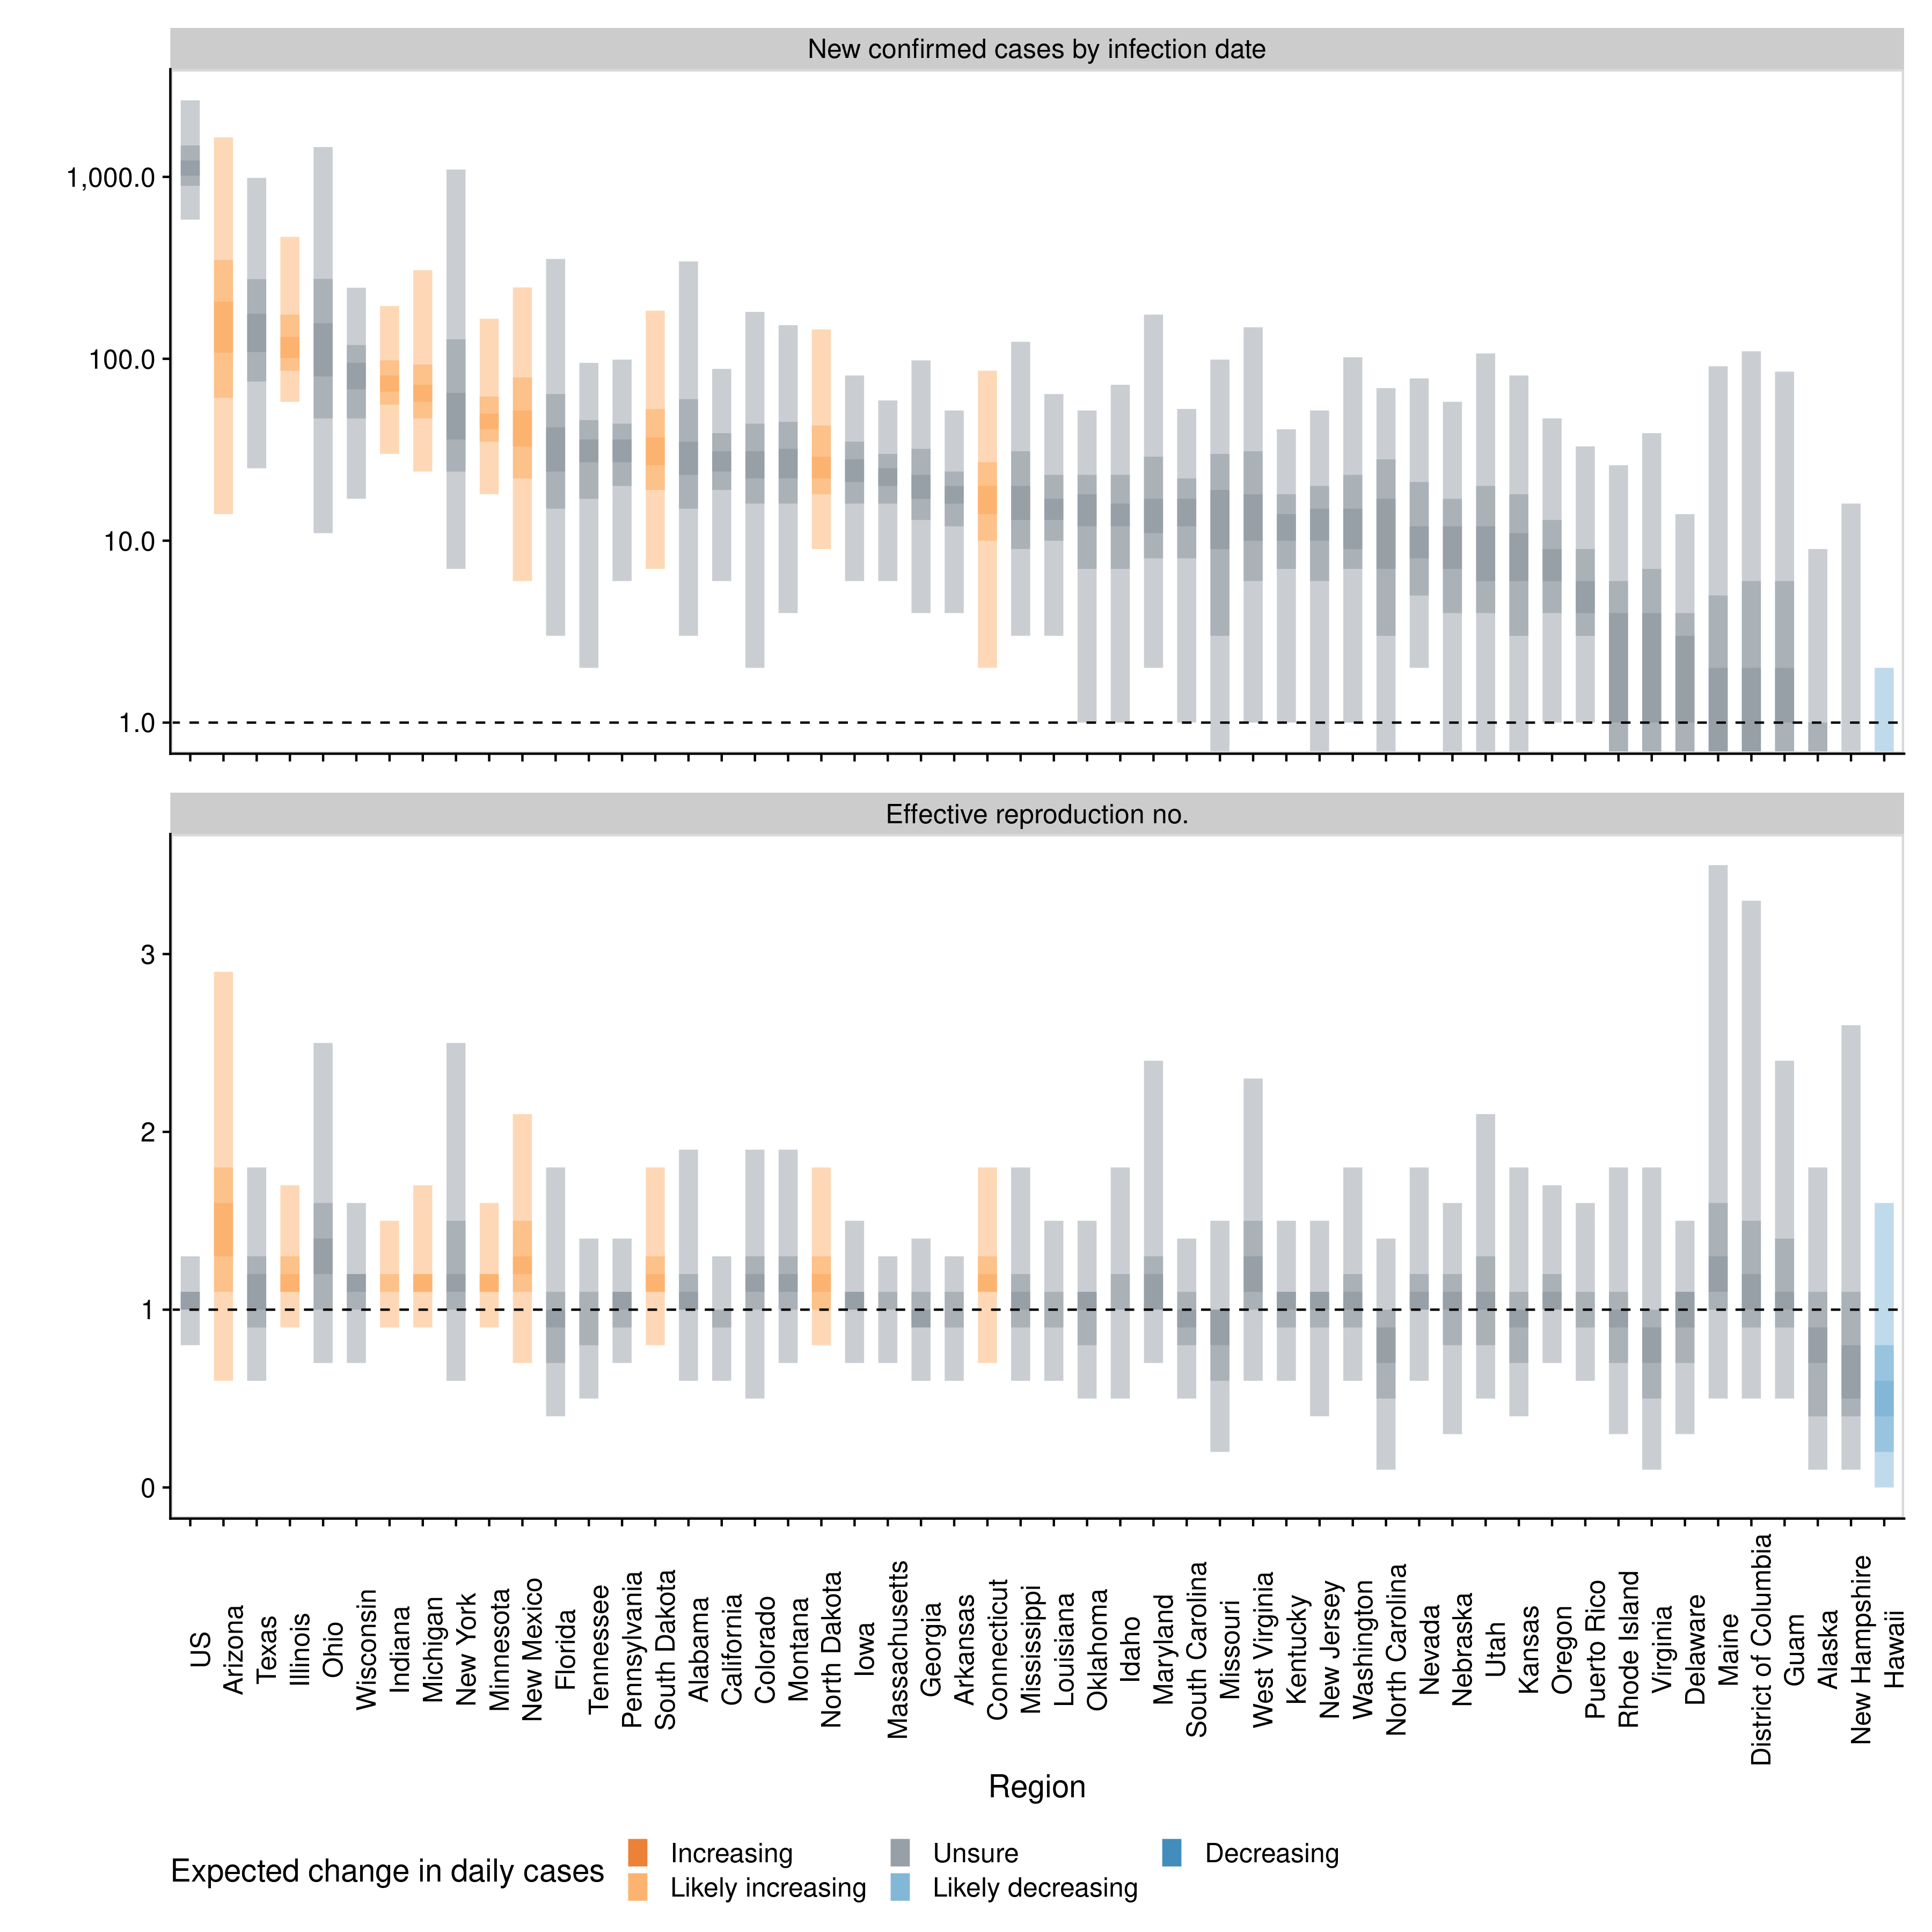 New confirmed cases by infection date
1,000.0
100.0
10.0
1.0
Effective reproduction no.
3
2
1
0
US
Arizona
Texas
Illinois
Ohio
Wisconsin
Indiana
Michigan
New York
Minnesota
New Mexico
Florida
Tennessee
Pennsylvania
South Dakota
Alabama
California
Colorado
Montana
North Dakota
Iowa
Massachusetts
Georgia
Arkansas
Connecticut
Mississippi
Louisiana
Oklahoma
Idaho
Maryland
South Carolina
Missouri
West Virginia
Kentucky
New Jersey
Washington
North Carolina
Nevada
Nebraska
Utah
Kansas
Oregon
Puerto Rico
Rhode Island
Virginia
Delaware
Maine
District of Columbia
Guam
Alaska
New Hampshire
Hawaii
Region
Expected change in daily cases
Increasing
Likely increasing
Unsure
Likely decreasing
Decreasing